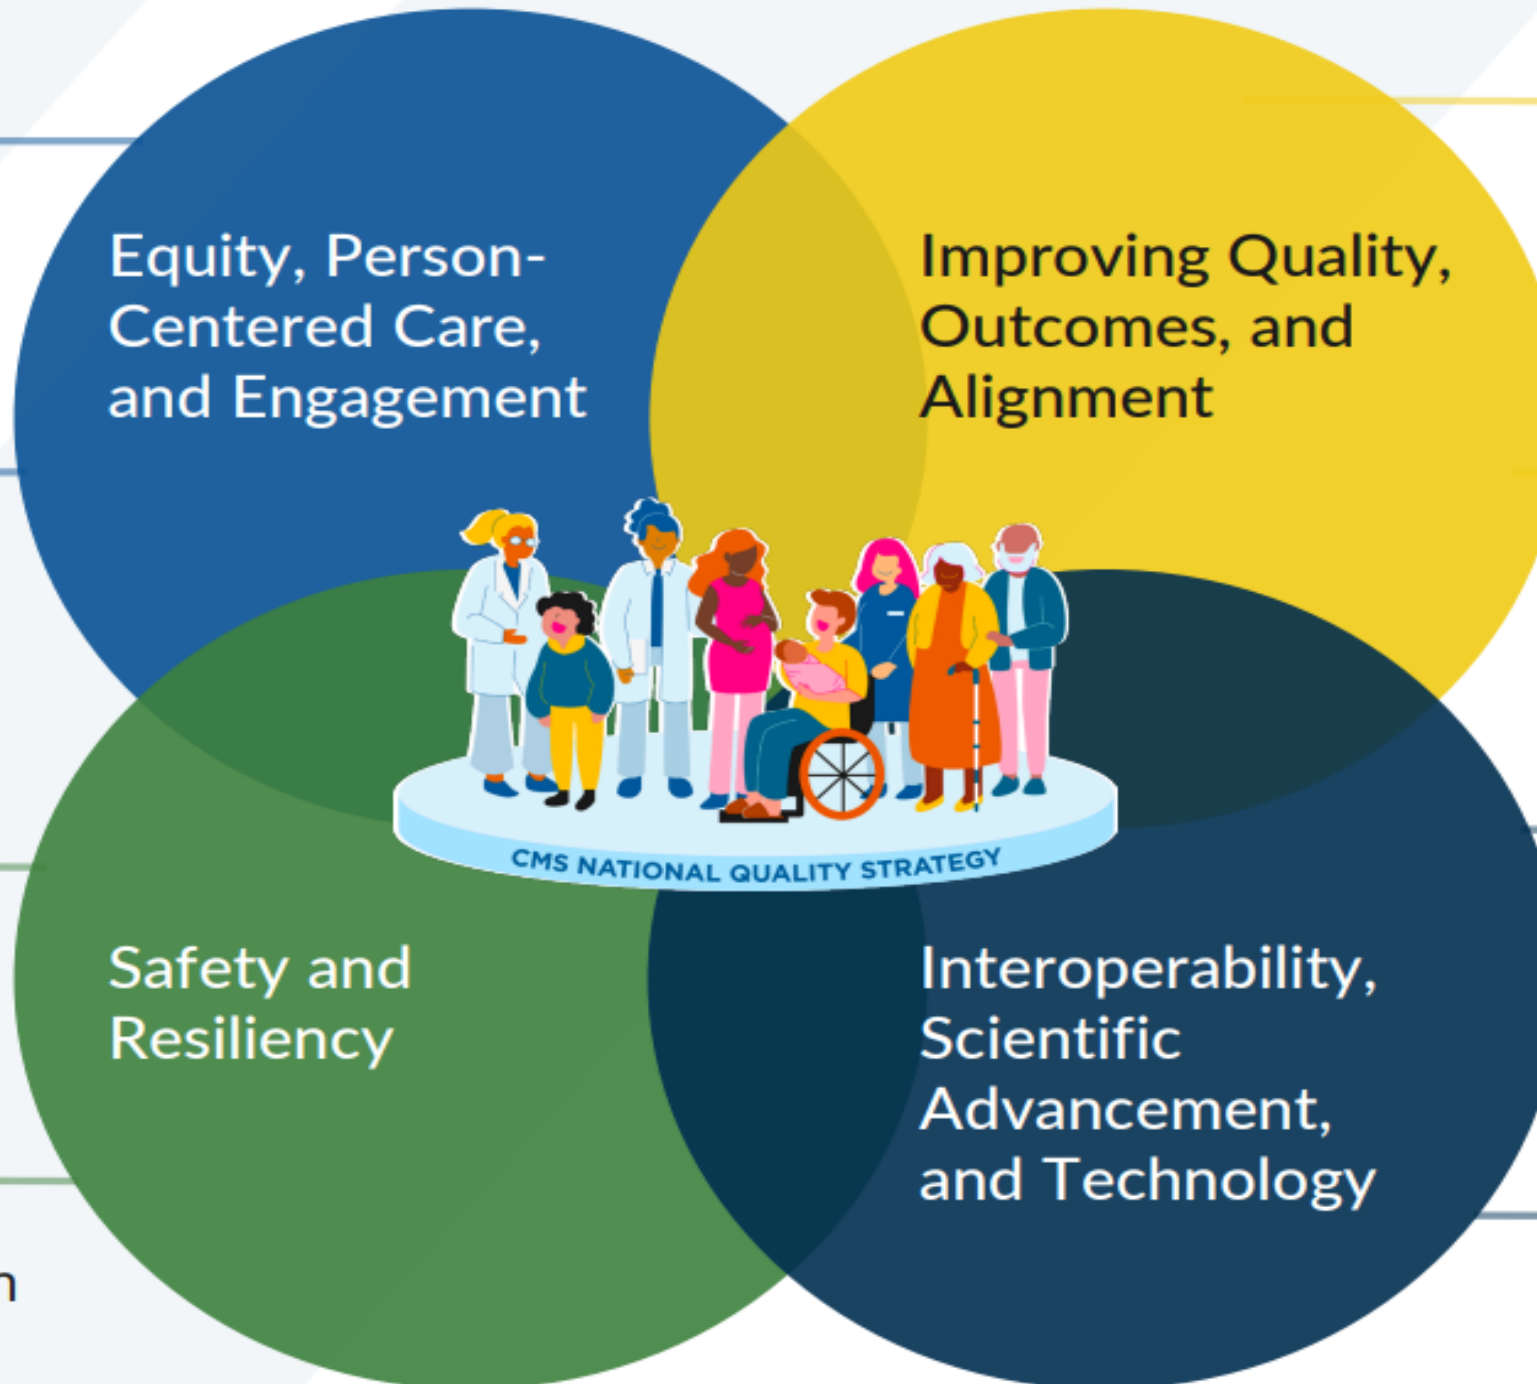 Equity, Person-
Centered Care,
and Engagement
Improving Quality,
Outcomes, and
Alignment
CMS NATIONAL QUALITY STRATEGY
Safety and
Resiliency
Interoperability,
Scientific
Advancement,
and Technology